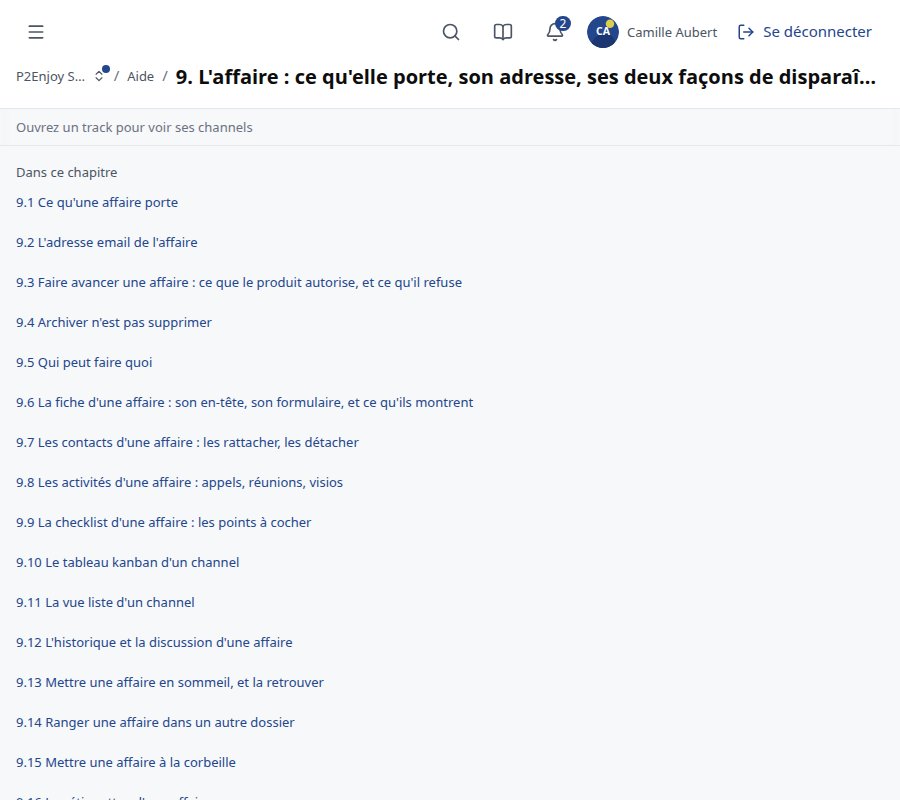 2
CA
Camille Aubert
Se déconnecter
P2Enjoy S... / Aide / 9. L'affaire : ce qu'elle porte, son adresse, ses deux façons de disparaî...
Ouvrez un track pour voir ses channels
Dans ce chapitre
9.1 Ce qu'une affaire porte
9.2 L'adresse email de l'affaire
9.3 Faire avancer une affaire : ce que le produit autorise, et ce qu'il refuse
9.4 Archiver n'est pas supprimer
9.5 Qui peut faire quoi
9.6 La fiche d'une affaire : son en-tête, son formulaire, et ce qu'ils montrent
9.7 Les contacts d'une affaire : les rattacher, les détacher
9.8 Les activités d'une affaire : appels, réunions, visios
9.9 La checklist d'une affaire : les points à cocher
9.10 Le tableau kanban d'un channel
9.11 La vue liste d'un channel
9.12 L'historique et la discussion d'une affaire
9.13 Mettre une affaire en sommeil, et la retrouver
9.14 Ranger une affaire dans un autre dossier
9.15 Mettre une affaire à la corbeille